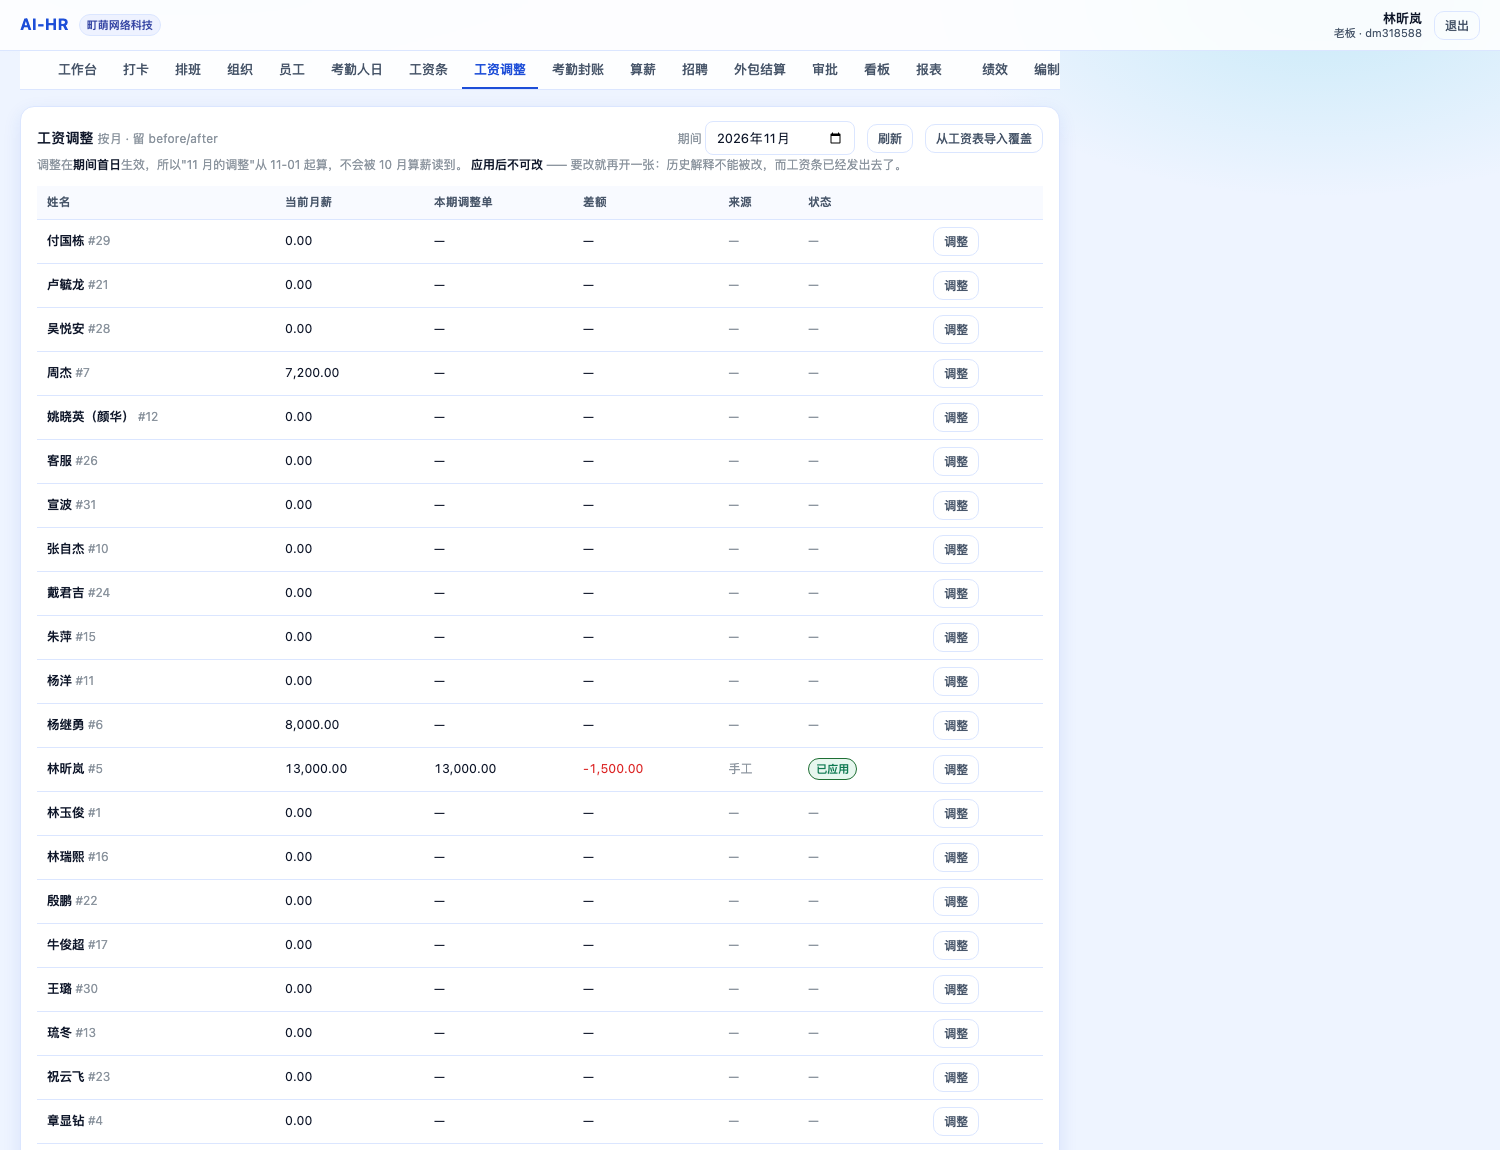 AI-HR 町萌网络科技
林昕岚
老板 · dm318588
退出
工作台 打卡 排班 组织 员工 考勤人日 工资条 工资调整 考勤封账 算薪 招聘 外包结算 审批 看板 报表 绩效 编制
工资调整 按月 · 留 before/after 期间 2026年11月 刷新 从工资表导入覆盖
调整在期间首日生效，所以"11 月的调整"从 11-01 起算，不会被 10 月算薪读到。 应用后不可改 —— 要改就再开一张：历史解释不能被改，而工资条已经发出去了。
姓名 当前月薪 本期调整单 差额 来源 状态
付国栋 #29 0.00 — — — — 调整
卢毓龙 #21 0.00 — — — — 调整
吴悦安 #28 0.00 — — — — 调整
周杰 #7 7,200.00 — — — — 调整
姚晓英（颜华） #12 0.00 — — — — 调整
客服 #26 0.00 — — — — 调整
宣波 #31 0.00 — — — — 调整
张自杰 #10 0.00 — — — — 调整
戴君吉 #24 0.00 — — — — 调整
朱萍 #15 0.00 — — — — 调整
杨洋 #11 0.00 — — — — 调整
杨继勇 #6 8,000.00 — — — — 调整
林昕岚 #5 13,000.00 13,000.00 -1,500.00 手工 已应用 调整
林玉俊 #1 0.00 — — — — 调整
林瑞熙 #16 0.00 — — — — 调整
殷鹏 #22 0.00 — — — — 调整
牛俊超 #17 0.00 — — — — 调整
王璐 #30 0.00 — — — — 调整
琉冬 #13 0.00 — — — — 调整
祝云飞 #23 0.00 — — — — 调整
章显钻 #4 0.00 — — — — 调整